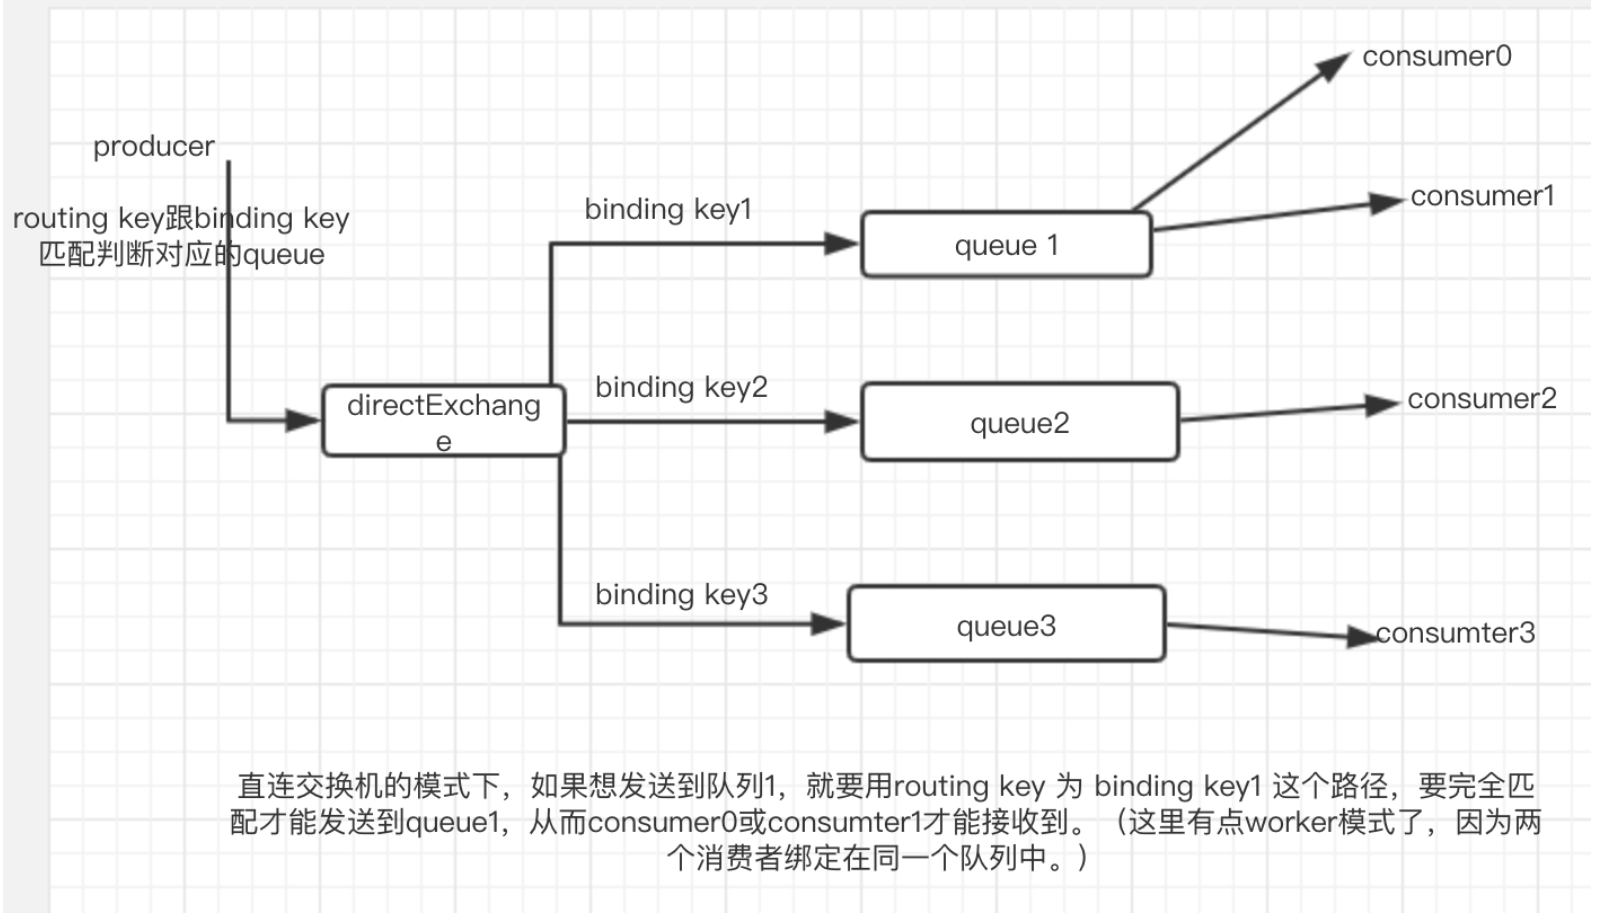 consumer0
producer
routing key跟binding key
匹配判断对应的queue
binding key1
queue 1
consumer1
directExchang
e
binding key2
queue2
consumer2
binding key3
queue3
consumter3
直连交换机的模式下，如果想发送到队列1，就要用routing key 为 binding key1 这个路径，要完全匹
配才能发送到queue1，从而consumer0或consumter1才能接收到。（这里有点worker模式了，因为两
个消费者绑定在同一个队列中。）